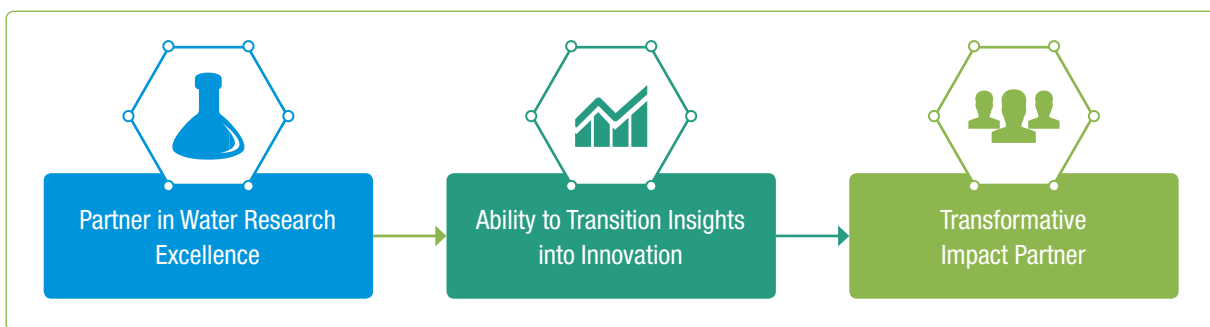 Partner in Water Research
Excellence
Ability to Transition Insights
into Innovation
Transformative
Impact Partner